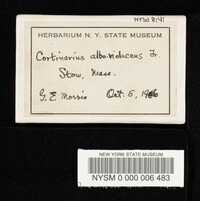 NYSd 8141
HERBARIUM N. Y. STATE MUSEUM
Cortinarius alboviolaceus Fr.
Stow, Mass.
G. E. Morris Oct. 5, 1906
NEW YORK STATE MUSEUM
NYSM 0 000 006 483